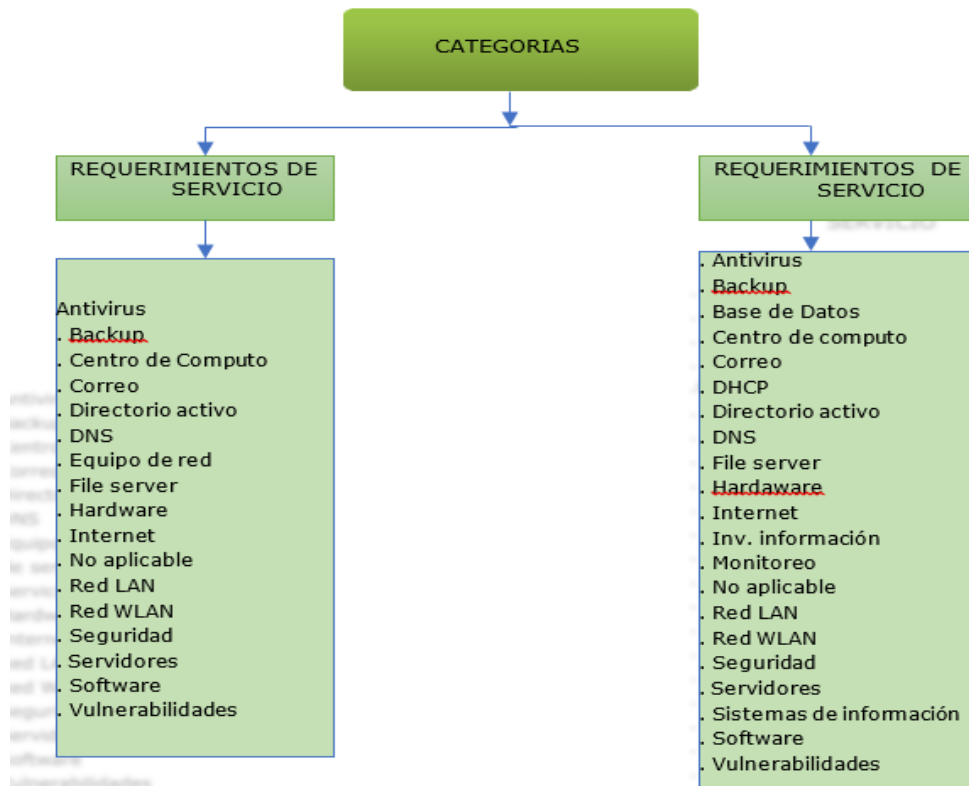 CATEGORIAS
REQUERIMIENTOS DE
SERVICIO
Antivirus
. Backup
. Centro de Computo
. Correo
. Directorio activo
. DNS
. Equipo de red
. File server
. Hardware
. Internet
. No aplicable
. Red LAN
. Red WLAN
. Seguridad
. Servidores
. Software
. Vulnerabilidades
REQUERIMIENTOS DE
SERVICIO
. Antivirus
. Backup
. Base de Datos
. Centro de computo
. Correo
. DHCP
. Directorio activo
. DNS
. File server
. Hardaware
. Internet
. Inv. información
. Monitoreo
. No aplicable
. Red LAN
. Red WLAN
. Seguridad
. Servidores
. Sistemas de información
. Software
. Vulnerabilidades